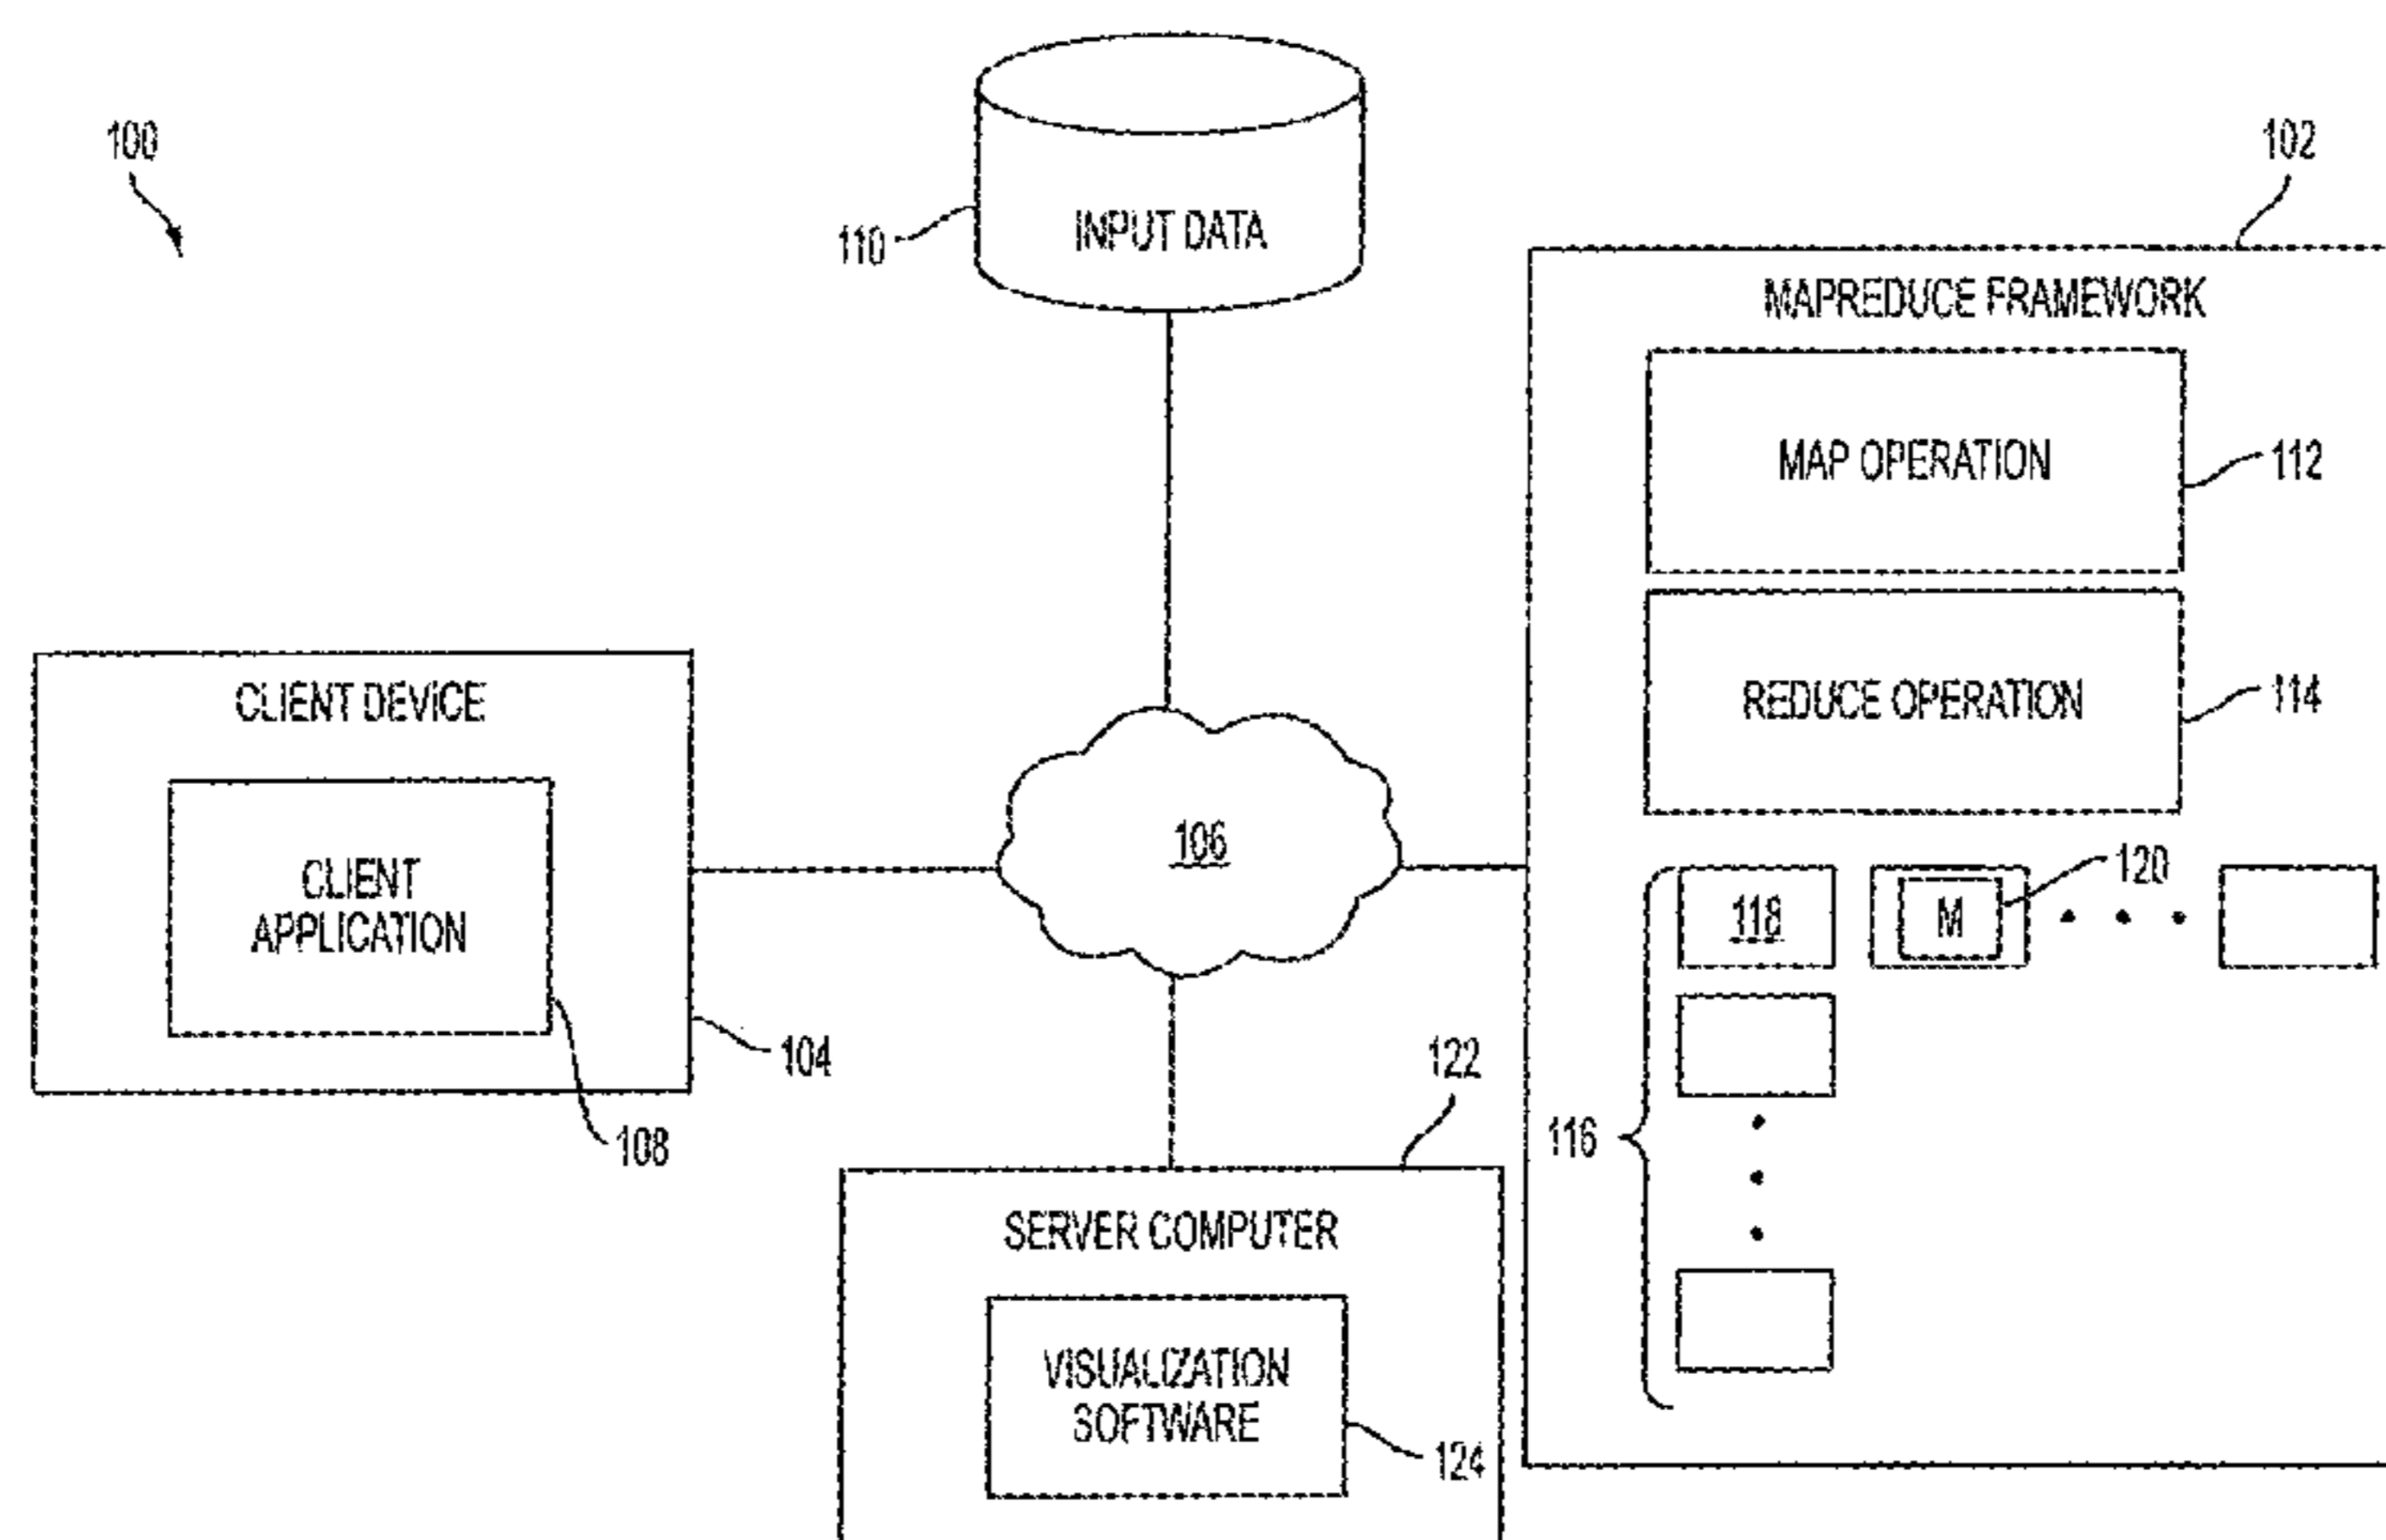 100
110
INPUT DATA
102
MAPREDUCE FRAMEWORK
MAP OPERATION
112
REDUCE OPERATION
114
CLIENT DEVICE
CLIENT
APPLICATION
104
108
106
118
M
120
116
122
SERVER COMPUTER
VISUALIZATION
SOFTWARE
124